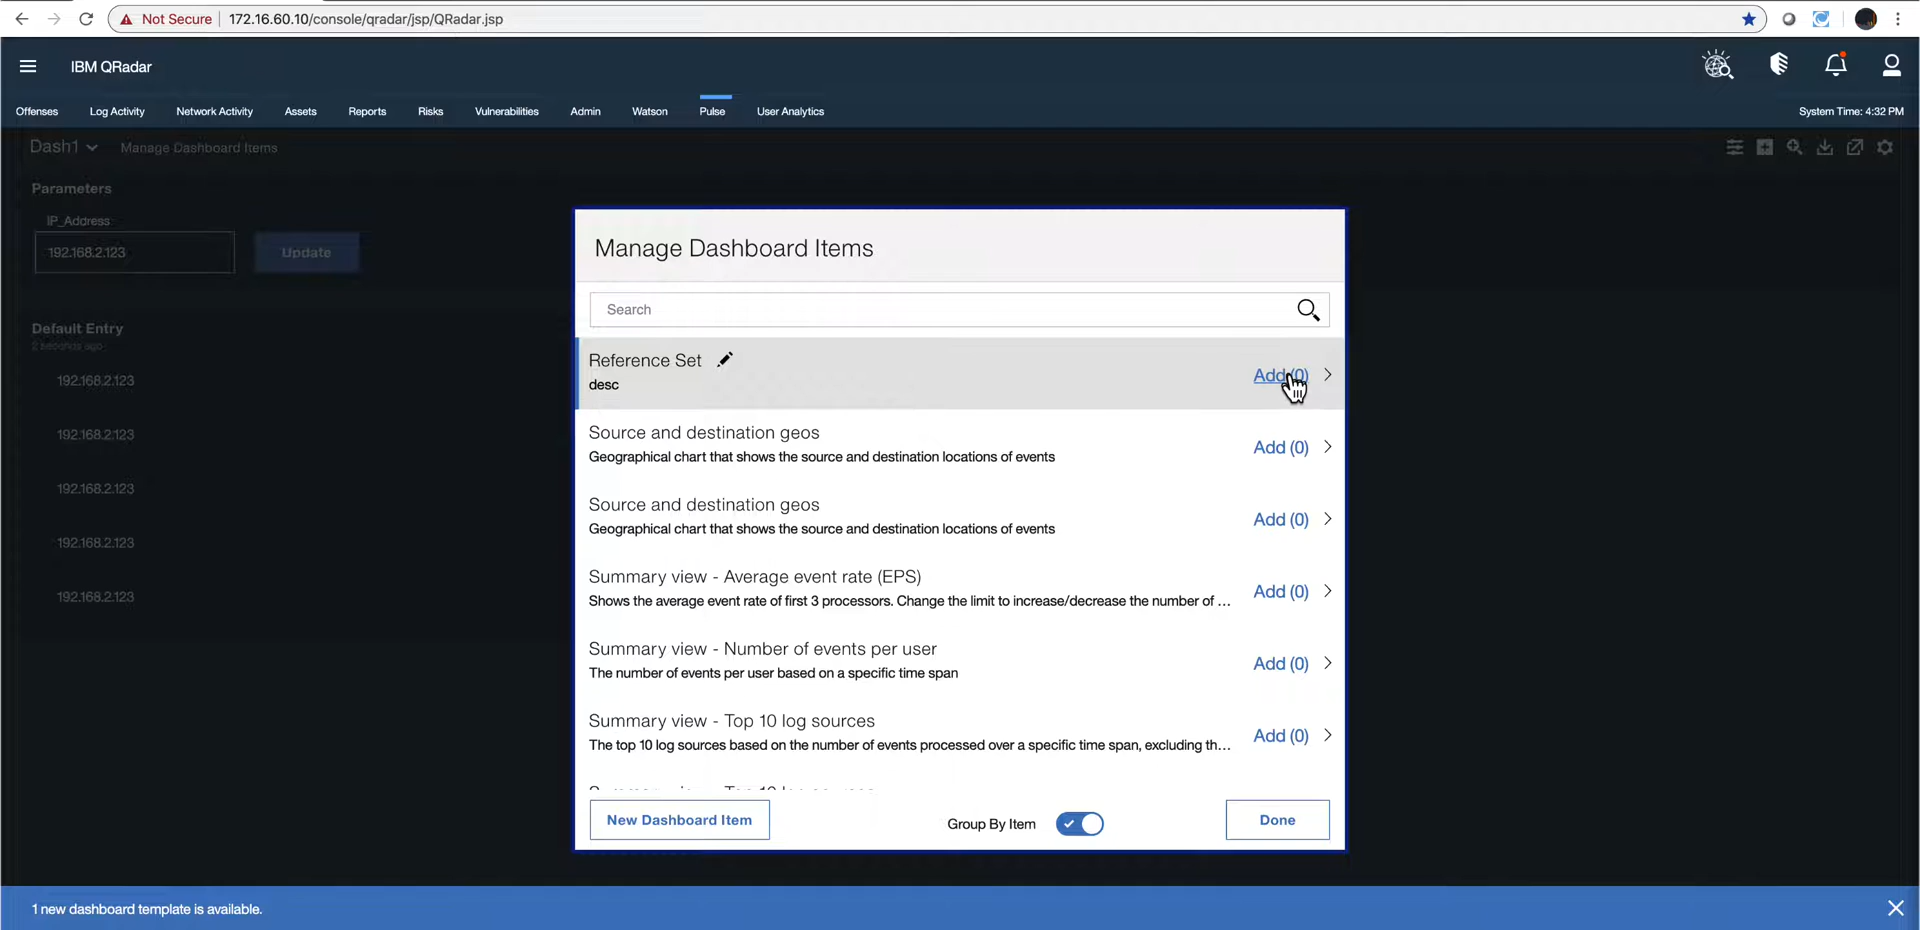 Not Secure
172.16.60.10/console/qradar/jsp/QRadar.jsp
IBM QRadar
Offenses Log Activity Network Activity Assets Reports Risks Vulnerabilities Admin Watson Pulse User Analytics System Time: 4:32 PM
Dash1 Manage Dashboard Items
Parameters
IP_Address
192.168.2.123 Update
Default Entry
2 seconds ago
192.168.2.123
192.168.2.123
192.168.2.123
192.168.2.123
192.168.2.123
Manage Dashboard Items
Search
Reference Set
desc
Add (0)
Source and destination geos
Geographical chart that shows the source and destination locations of events
Add (0)
Source and destination geos
Geographical chart that shows the source and destination locations of events
Add (0)
Summary view - Average event rate (EPS)
Shows the average event rate of first 3 processors. Change the limit to increase/decrease the number of ...
Add (0)
Summary view - Number of events per user
The number of events per user based on a specific time span
Add (0)
Summary view - Top 10 log sources
The top 10 log sources based on the number of events processed over a specific time span, excluding th...
Add (0)
New Dashboard Item Group By Item Done
1 new dashboard template is available.